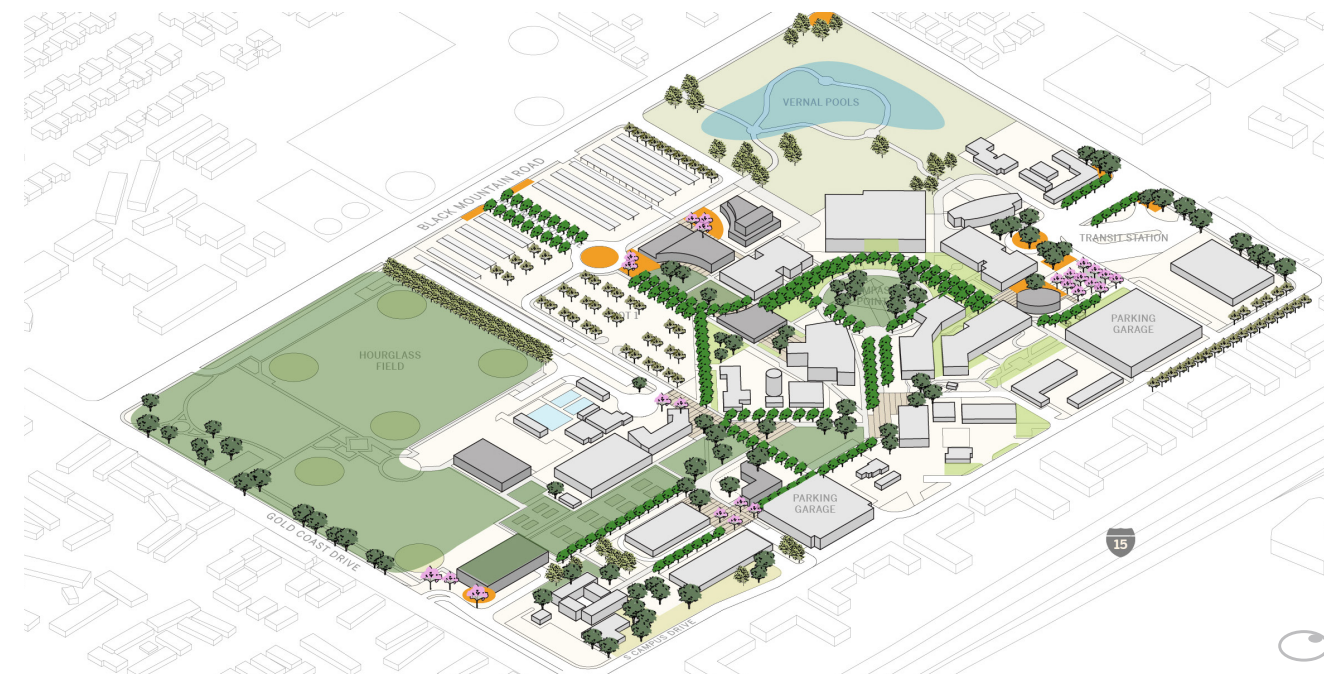 VERNAL POOLS
BLACK MOUNTAIN ROAD
TRANSIT STATION
HOURGLASS
FIELD
PARKING
GARAGE
PARKING
GARAGE
GOLD COAST DRIVE
S CAMPUS DRIVE
15